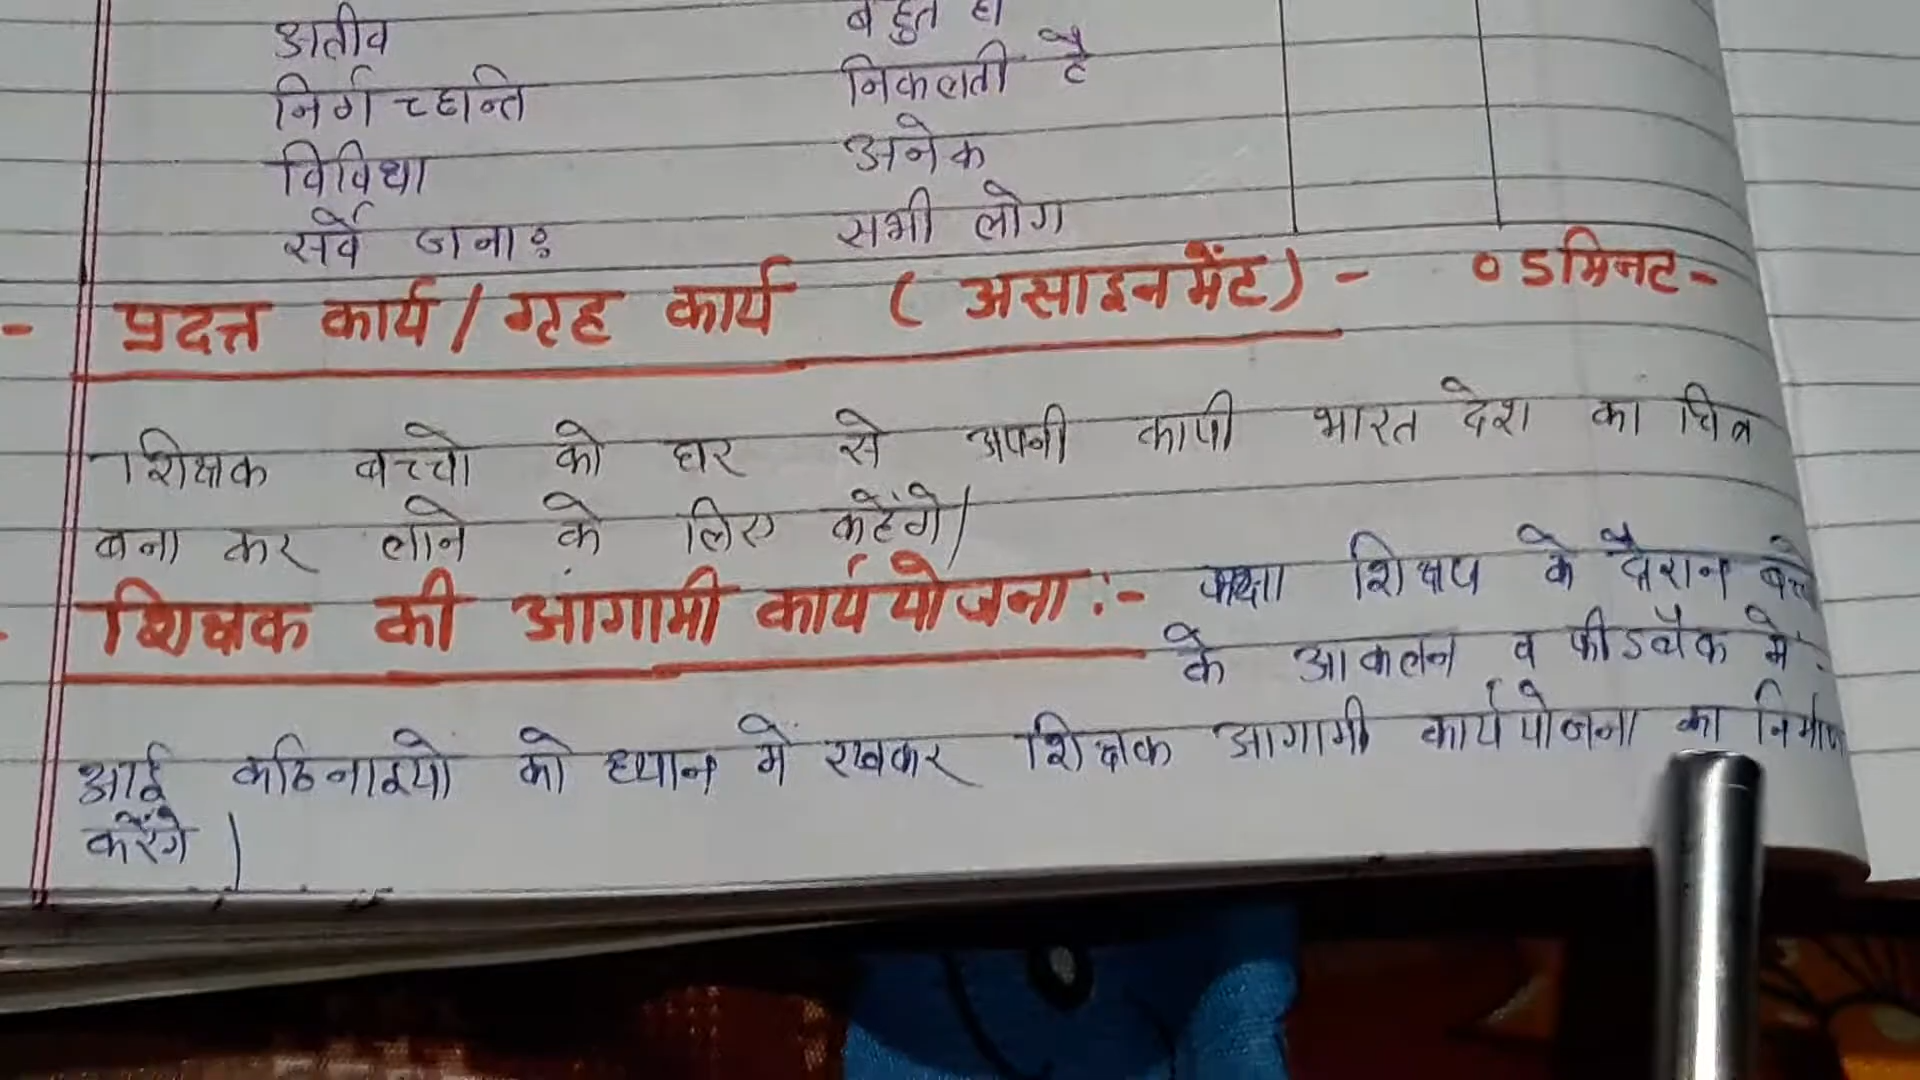 अतीव बहुत ही
निर्गच्छन्ति निकलती है
विविधा अनेक
सर्वे जनाः सभी लोग
- प्रदत्त कार्य/गृह कार्य (असाइनमेंट) - ०5मिनट-
शिक्षक बच्चो को घर से अपनी कापी भारत देश का चित्र
बना कर लाने के लिए कहेंगे।
शिक्षक की आंगामी कार्ययोजना :- कक्षा शिक्षण के दौरान बच्चे
के आकलन व फीडबैक में
आई कठिनाइयो को ध्यान में रखकर शिक्षक आगामी कार्ययोजना का निर्माण
करेंगे।